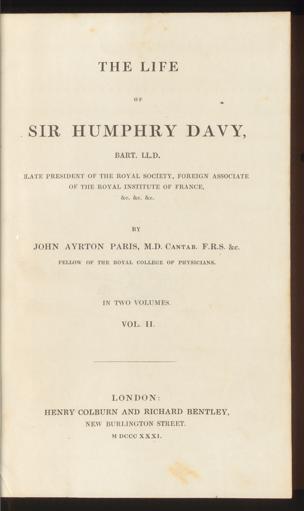 THE LIFE
OF
SIR HUMPHRY DAVY,
BART. LL.D.
LATE PRESIDENT OF THE ROYAL SOCIETY, FOREIGN ASSOCIATE
OF THE ROYAL INSTITUTE OF FRANCE,
&c. &c. &c.
BY
JOHN AYRTON PARIS, M.D. CANTAB. F.R.S. &c.
FELLOW OF THE ROYAL COLLEGE OF PHYSICIANS.
IN TWO VOLUMES.
VOL. II.
LONDON:
HENRY COLBURN AND RICHARD BENTLEY,
NEW BURLINGTON STREET.
M DCCC XXXI.